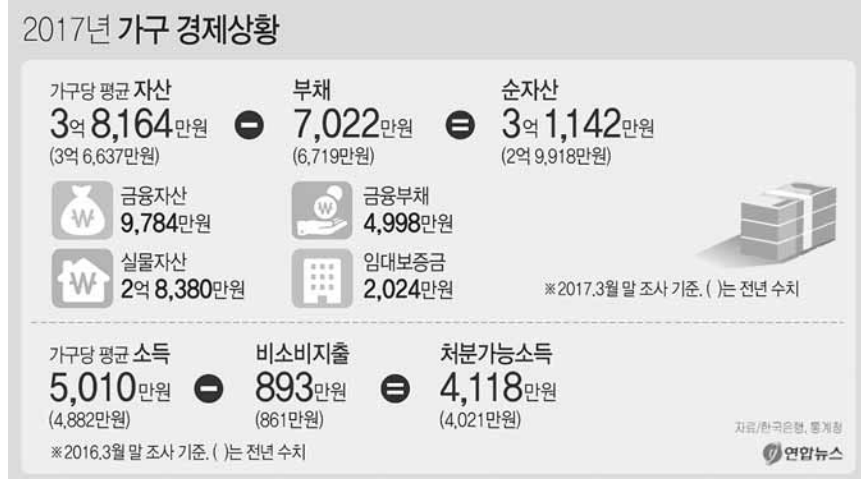 2017년 가구 경제상황
가구당 평균 자산 부채 순자산
3억 8,164만원 - 7,022만원 = 3억 1,142만원
(3억 6,637만원) (6,719만원) (2억 9,918만원)
금융자산 금융부채
9,784만원 4,998만원
실물자산 임대보증금
2억 8,380만원 2,024만원 ※2017.3월 말 조사 기준. ( )는 전년 수치
가구당 평균 소득 비소비지출 처분가능소득
5,010만원 - 893만원 = 4,118만원
(4,882만원) (861만원) (4,021만원)
※2016.3월 말 조사 기준. ( )는 전년 수치
자료/한국은행, 통계청
연합뉴스